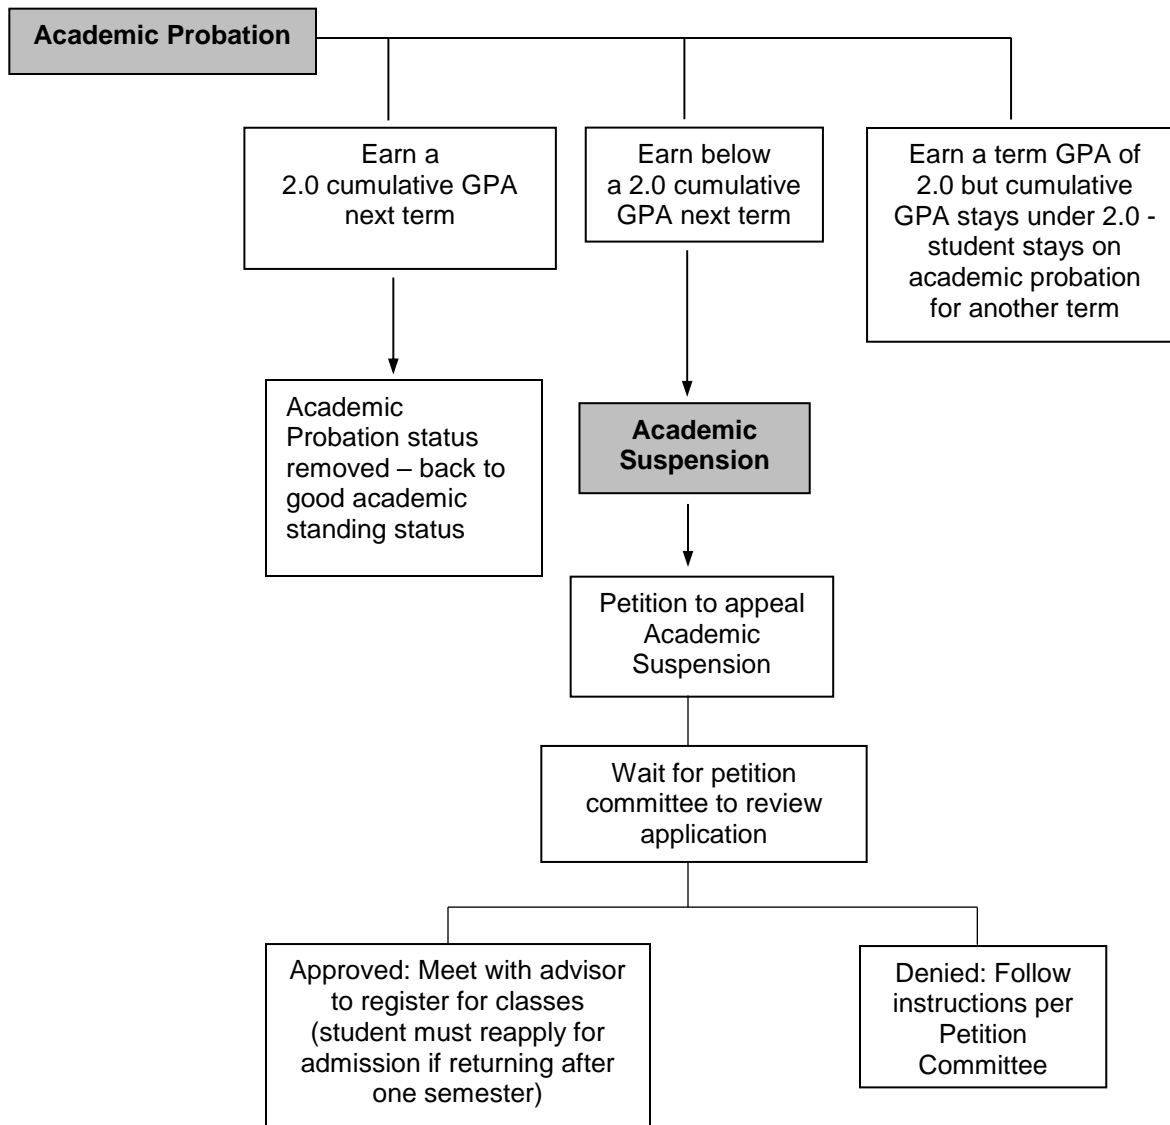 Academic Probation
Earn a
2.0 cumulative GPA
next term
Earn below
a 2.0 cumulative
GPA next term
Earn a term GPA of
2.0 but cumulative
GPA stays under 2.0 -
student stays on
academic probation
for another term
Academic
Probation status
removed – back to
good academic
standing status
Academic
Suspension
Petition to appeal
Academic
Suspension
Wait for petition
committee to review
application
Approved: Meet with advisor
to register for classes
(student must reapply for
admission if returning after
one semester)
Denied: Follow
instructions per
Petition
Committee